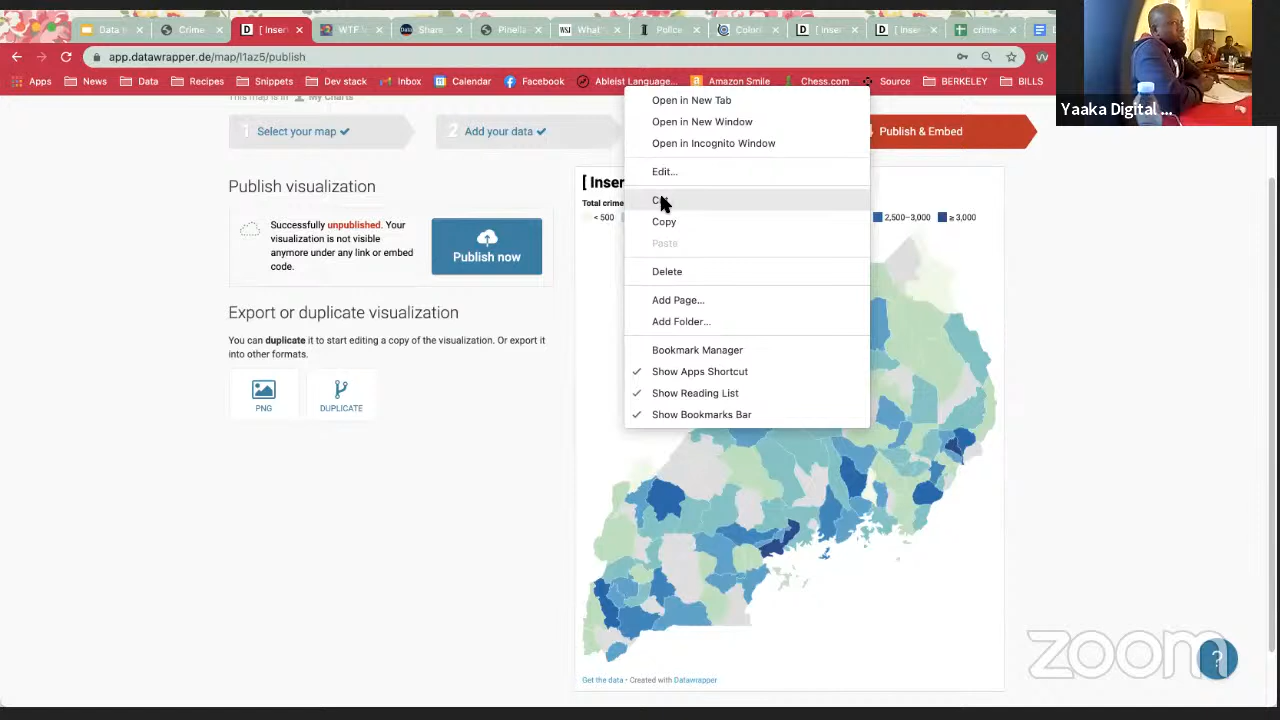 Data t
Crime
[ Inser
WTF V
Share
Pinella
What'
Police
Colori
[ Inser
[ Inse
crime
app.datawrapper.de/map/l1az5/publish
Apps
News
Data
Recipes
Snippets
Dev stack
Inbox
Calendar
Facebook
Ableist Language...
Amazon Smile
Chess.com
Source
BERKELEY
BILLS
Yaaka Digital ...
This map is in
My Charts
1 Select your map
2 Add your data
Publish & Embed
Open in New Tab
Open in New Window
Open in Incognito Window
Edit...
Copy
Paste
Delete
Add Page...
Add Folder...
Bookmark Manager
Show Apps Shortcut
Show Reading List
Show Bookmarks Bar
Publish visualization
Successfully unpublished. Your
visualization is not visible
anymore under any link or embed
code.
Publish now
Export or duplicate visualization
You can duplicate it to start editing a copy of the visualization. Or export it
into other formats.
PNG
DUPLICATE
[ Inser
Total crime
< 500
2,500–3,000
≥ 3,000
Get the data • Created with Datawrapper
zoom
?